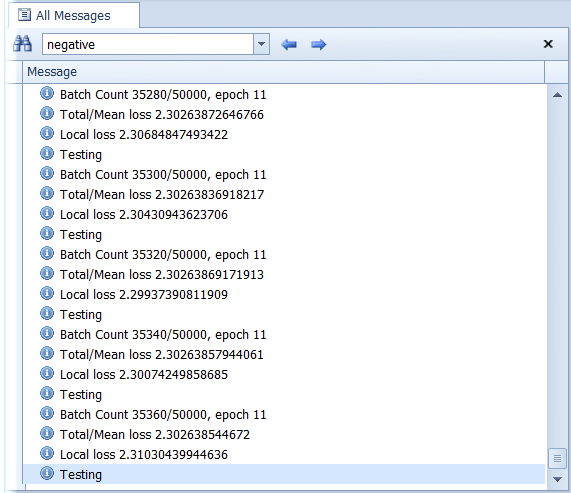 All Messages
negative
Message
Batch Count 35280/50000, epoch 11
Total/Mean loss 2.30263872646766
Local loss 2.30684847493422
Testing
Batch Count 35300/50000, epoch 11
Total/Mean loss 2.30263836918217
Local loss 2.30430943623706
Testing
Batch Count 35320/50000, epoch 11
Total/Mean loss 2.30263869171913
Local loss 2.29937390811909
Testing
Batch Count 35340/50000, epoch 11
Total/Mean loss 2.30263857944061
Local loss 2.30074249858685
Testing
Batch Count 35360/50000, epoch 11
Total/Mean loss 2.302638544672
Local loss 2.31030439944636
Testing